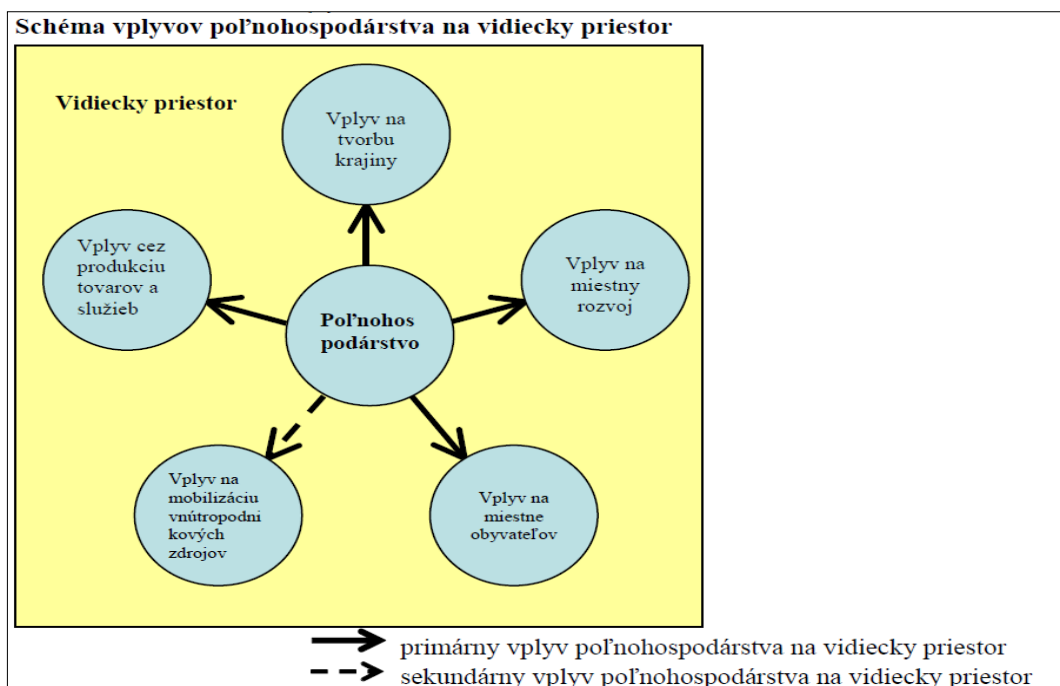 Schéma vplyvov poľnohospodárstva na vidiecky priestor
Vidiecky priestor
Vplyv na
tvorbu
krajiny
Vplyv cez
produkciu
tovarov a
služieb
Vplyv na
miestny
rozvoj
Poľnohos
podárstvo
Vplyv na
mobilizáciu
vnútropodni
kových
zdrojov
Vplyv na
miestne
obyvateľov
primárny vplyv poľnohospodárstva na vidiecky priestor
sekundárny vplyv poľnohospodárstva na vidiecky priestor